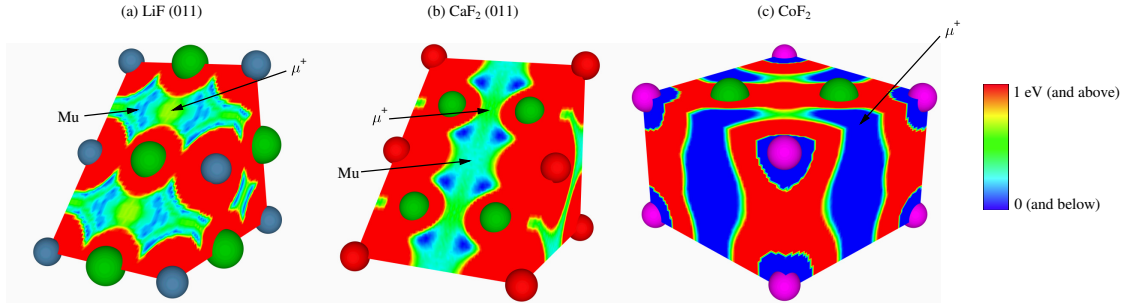 (a) LiF (011)
(b) CaF₂ (011)
(c) CoF₂
μ⁺
Mu
μ⁺
Mu
μ⁺
1 eV (and above)
0 (and below)